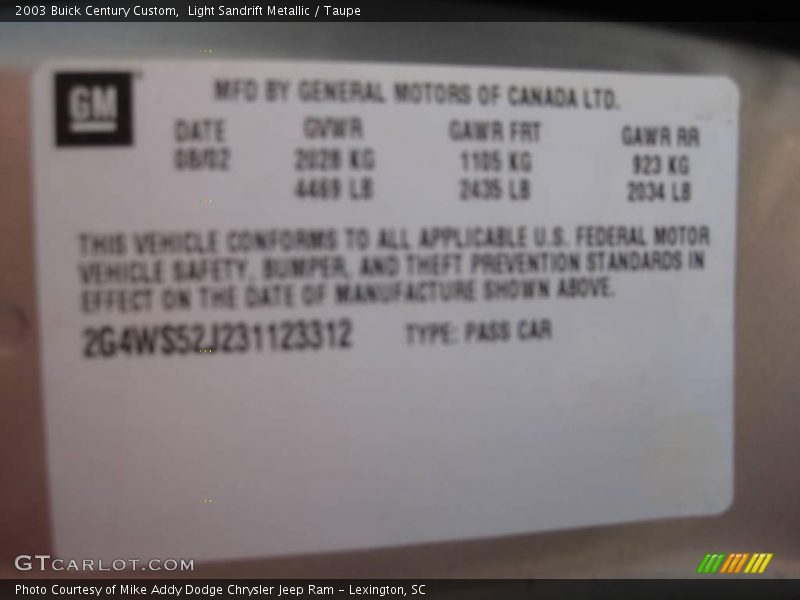 2003 Buick Century Custom, Light Sandrift Metallic / Taupe
GM
MFD BY GENERAL MOTORS OF CANADA LTD.
DATE GVWR GAWR FRT GAWR RR
08/02 2028 KG 1105 KG 923 KG
4469 LB 2435 LB 2034 LB
THIS VEHICLE CONFORMS TO ALL APPLICABLE U.S. FEDERAL MOTOR
VEHICLE SAFETY, BUMPER, AND THEFT PREVENTION STANDARDS IN
EFFECT ON THE DATE OF MANUFACTURE SHOWN ABOVE.
2G4WS52J231123312 TYPE: PASS CAR
GTCARLOT.COM
Photo Courtesy of Mike Addy Dodge Chrysler Jeep Ram – Lexington, SC